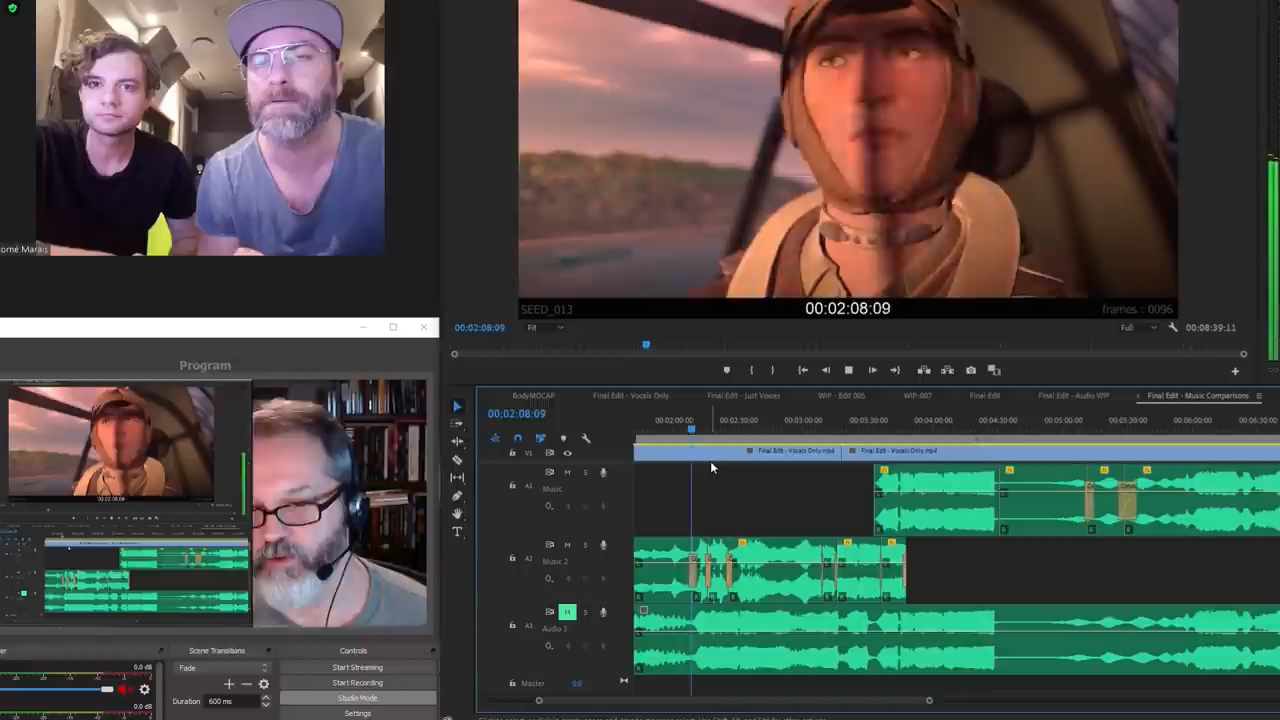 orné Marais
SEED_013
00:02:08:09
frames : 0096
00:02:08:09
Fit
Full
00:08:39:11
Program
BodyMOCAP
Final Edit - Vocals Only
Final Edit - Just Voices
WIP - Edit 005
WIP-007
Final Edit
Final Edit - Audio WIP
Final Edit - Music Comparisons
00:02:08:09
00:02:00:00
00:02:30:00
00:03:00:00
00:03:30:00
00:04:00:00
00:04:30:00
00:05:00:00
00:05:30:00
00:06:00:00
00:06:30:00
V1
Final Edit - Vocals Only.mp4
Final Edit - Vocals Only.mp4
A1
M
S
Music
A2
M
S
Music 2
A3
M
S
Audio 3
Master
0.0
Scene Transitions
Controls
0.0 dB
Fade
Start Streaming
Start Recording
Studio Mode
Duration
600 ms
0.0 dB
Settings